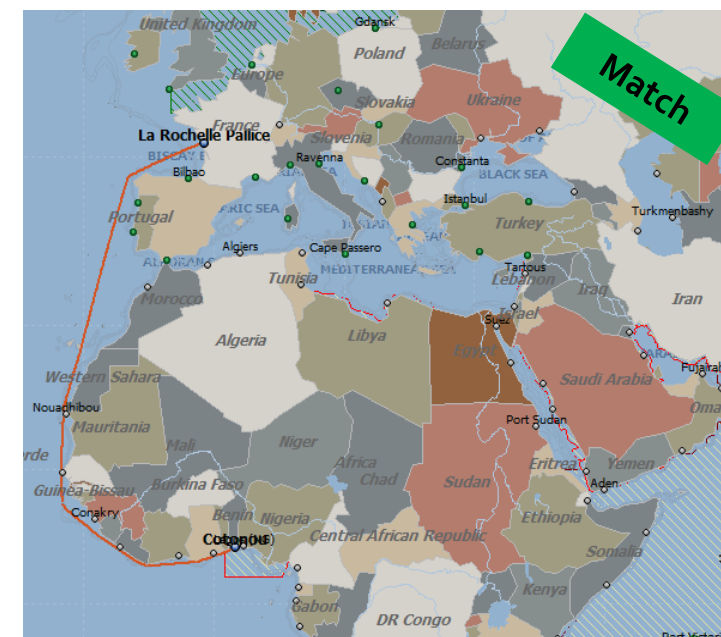 United Kingdom
Gdansk
Poland
Belarus
Match
Europe
Slovakia
Ukraine
France
La Rochelle Pallice
Slovenia
Romania
Ravenna
Constanta
BLACK SEA
Bilbao
Istanbul
Portugal
Turkey
Turkmenbashy
Algiers
Cape Passero
Tartous
Tunisia
Lebanon
Iraq
Iran
Morocco
Israel
Algeria
Libya
Suez
Egypt
Western Sahara
Saudi Arabia
Nouadhibou
Mauritania
Port Sudan
Mali
Niger
Africa
Chad
Sudan
Eritrea
Yemen
Guinea-Bissau
Burkina Faso
Aden
Conakry
Benin
Nigeria
Ethiopia
Cotonou
Central African Republic
Somalia
Kenya
Gabon
DR Congo